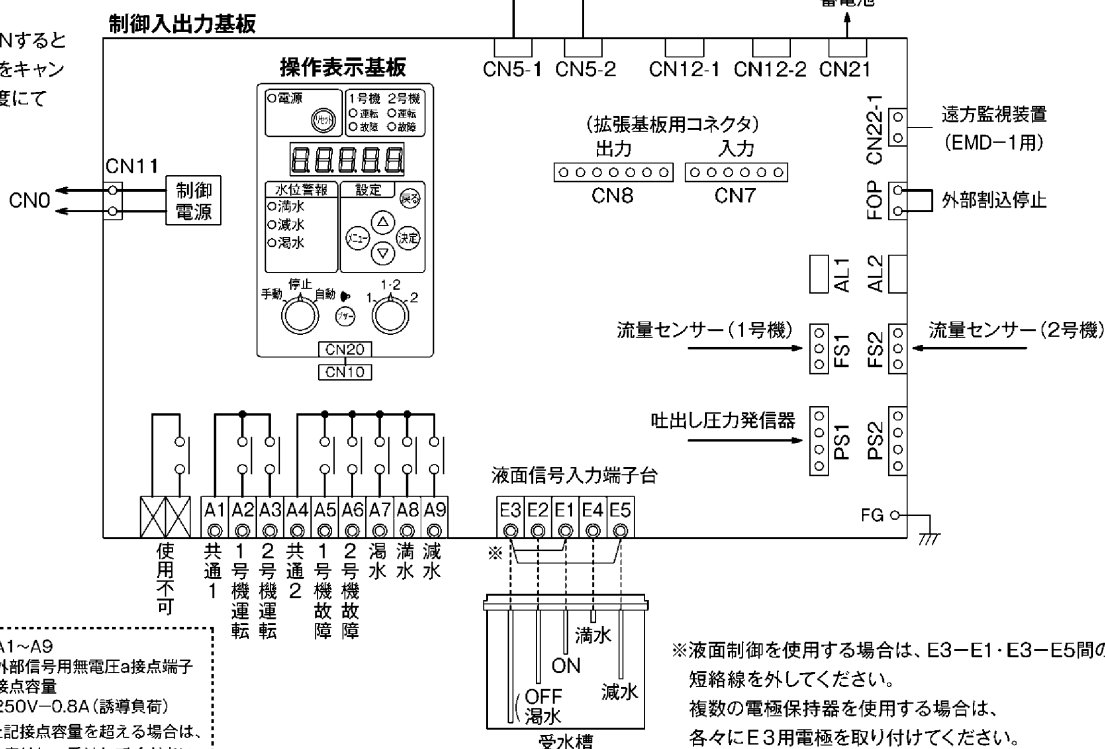 蓄電池
制御入出力基板
Nすると
をキャン
度にて
操作表示基板
CN5-1 CN5-2 CN12-1 CN12-2 CN21
電源
リセット
1号機 2号機
運転 運転
故障 故障
88888
(拡張基板用コネクタ)
出力 入力
CN8 CN7
CN22-1
遠方監視装置
(EMD-1用)
CN11
CN0
制御
電源
水位警報 設定
満水
減水
渇水
戻る
メニュー
決定
FOP
外部割込停止
AL1 AL2
停止
手動 自動
ブザー
1・2
1 2
CN20
CN10
流量センサー(1号機)
FS1 FS2
流量センサー(2号機)
吐出し圧力発信器
PS1 PS2
液面信号入力端子台
A1 A2 A3 A4 A5 A6 A7 A8 A9
E3 E2 E1 E4 E5
FG
使用不可
共通1
1号機運転
2号機運転
共通2
1号機故障
2号機故障
渇水
満水
減水
※
満水
ON
OFF
渇水
減水
受水槽
A1~A9
外部信号用無電圧a接点端子
接点容量
250V-0.8A(誘導負荷)
上記接点容量を超える場合は、
※液面制御を使用する場合は、E3-E1・E3-E5間の
短絡線を外してください。
複数の電極保持器を使用する場合は、
各々にE3用電極を取り付けてください。